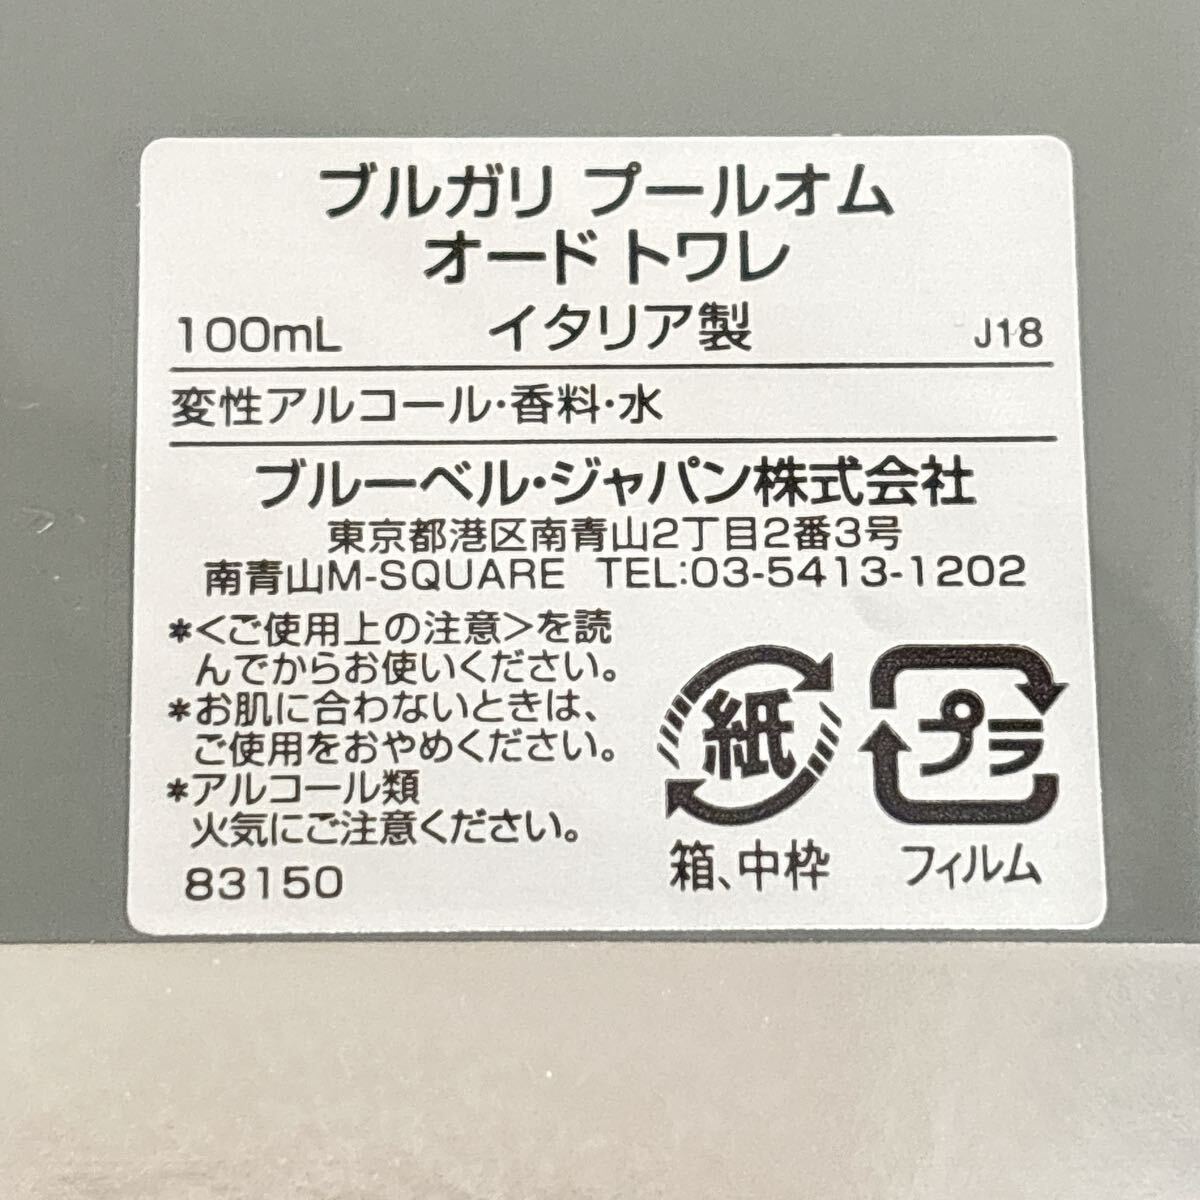 ブルガリ プールオム
オード トワレ
100mL イタリア製 J18
変性アルコール・香料・水
ブルーベル・ジャパン株式会社
東京都港区南青山2丁目2番3号
南青山M-SQUARE TEL:03-5413-1202
*<ご使用上の注意>を読
んでからお使いください。
*お肌に合わないときは、
ご使用をおやめください。
*アルコール類
火気にご注意ください。
83150
紙
箱、中枠
プラ
フィルム